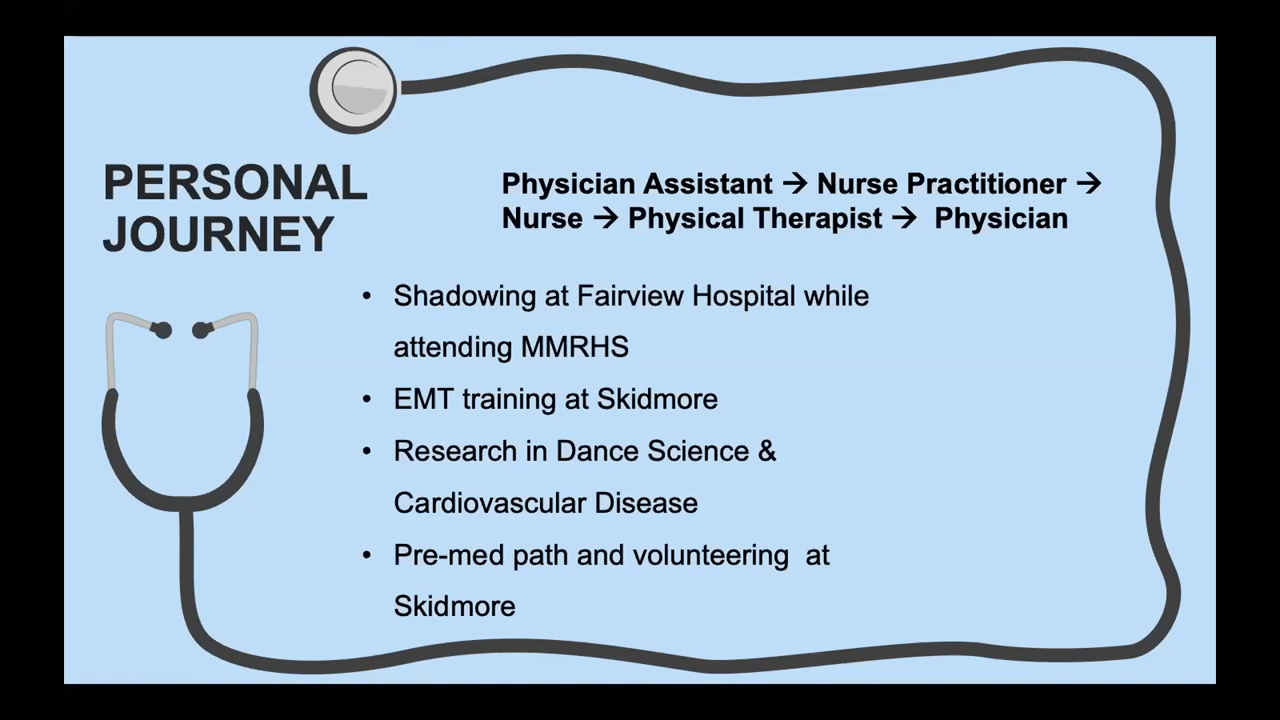 PERSONAL
JOURNEY
Physician Assistant → Nurse Practitioner →
Nurse → Physical Therapist → Physician
• Shadowing at Fairview Hospital while
attending MMRHS
• EMT training at Skidmore
• Research in Dance Science &
Cardiovascular Disease
• Pre-med path and volunteering at
Skidmore